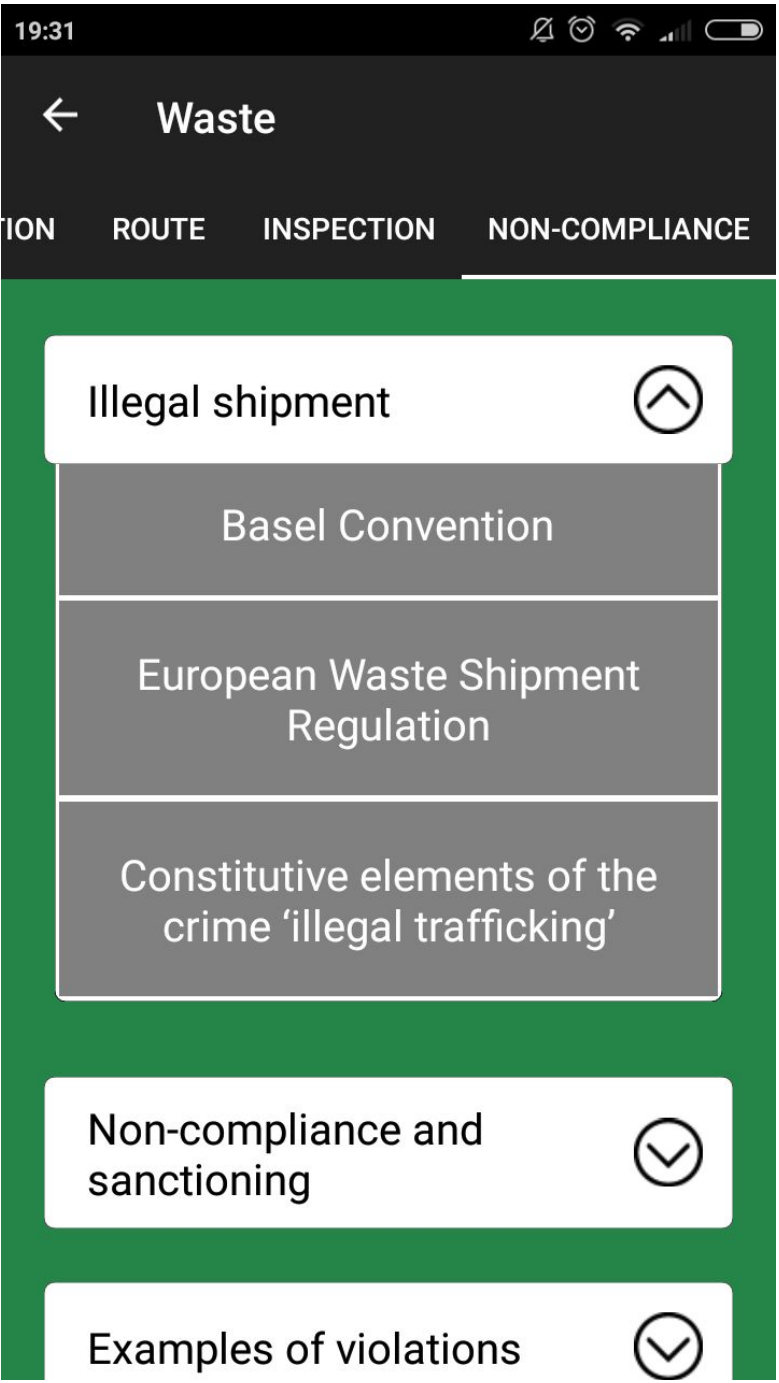 19:31
Waste
TION ROUTE INSPECTION NON-COMPLIANCE
Illegal shipment
Basel Convention
European Waste Shipment
Regulation
Constitutive elements of the
crime ‘illegal trafficking’
Non-compliance and
sanctioning
Examples of violations